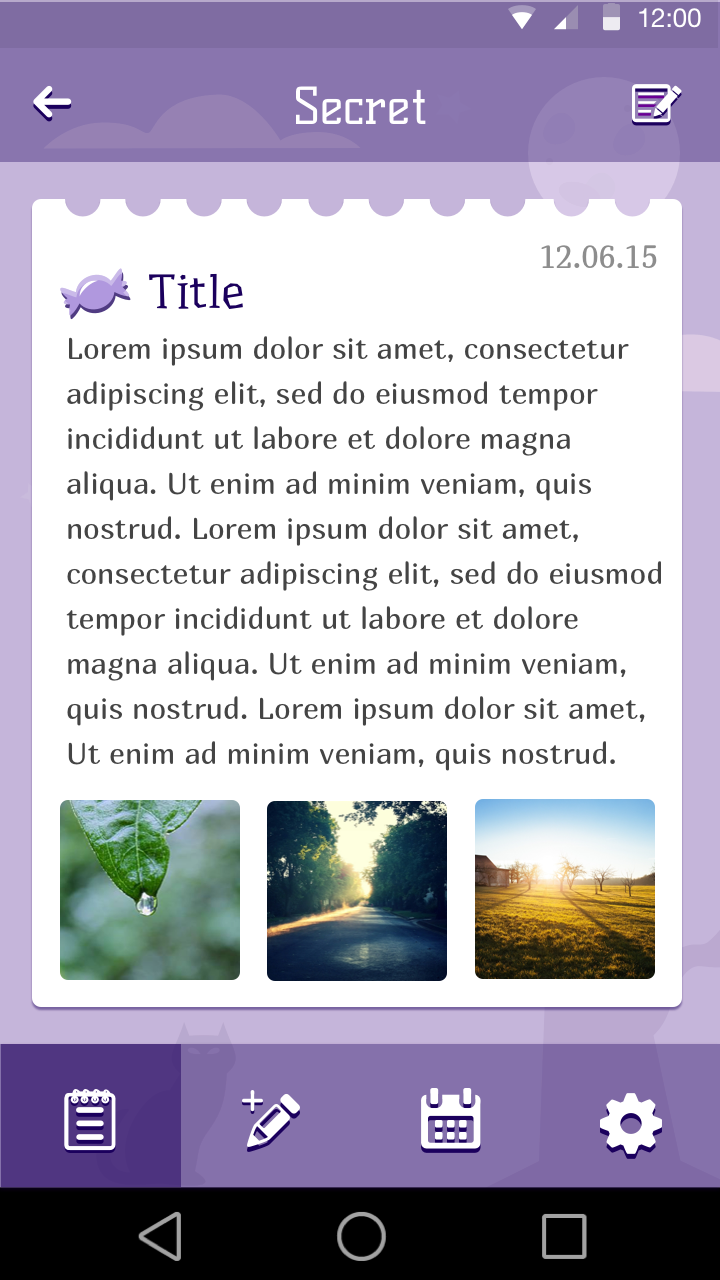 12:00
Secret
12.06.15
Title
Lorem ipsum dolor sit amet, consectetur
adipiscing elit, sed do eiusmod tempor
incididunt ut labore et dolore magna
aliqua. Ut enim ad minim veniam, quis
nostrud. Lorem ipsum dolor sit amet,
consectetur adipiscing elit, sed do eiusmod
tempor incididunt ut labore et dolore
magna aliqua. Ut enim ad minim veniam,
quis nostrud. Lorem ipsum dolor sit amet,
Ut enim ad minim veniam, quis nostrud.